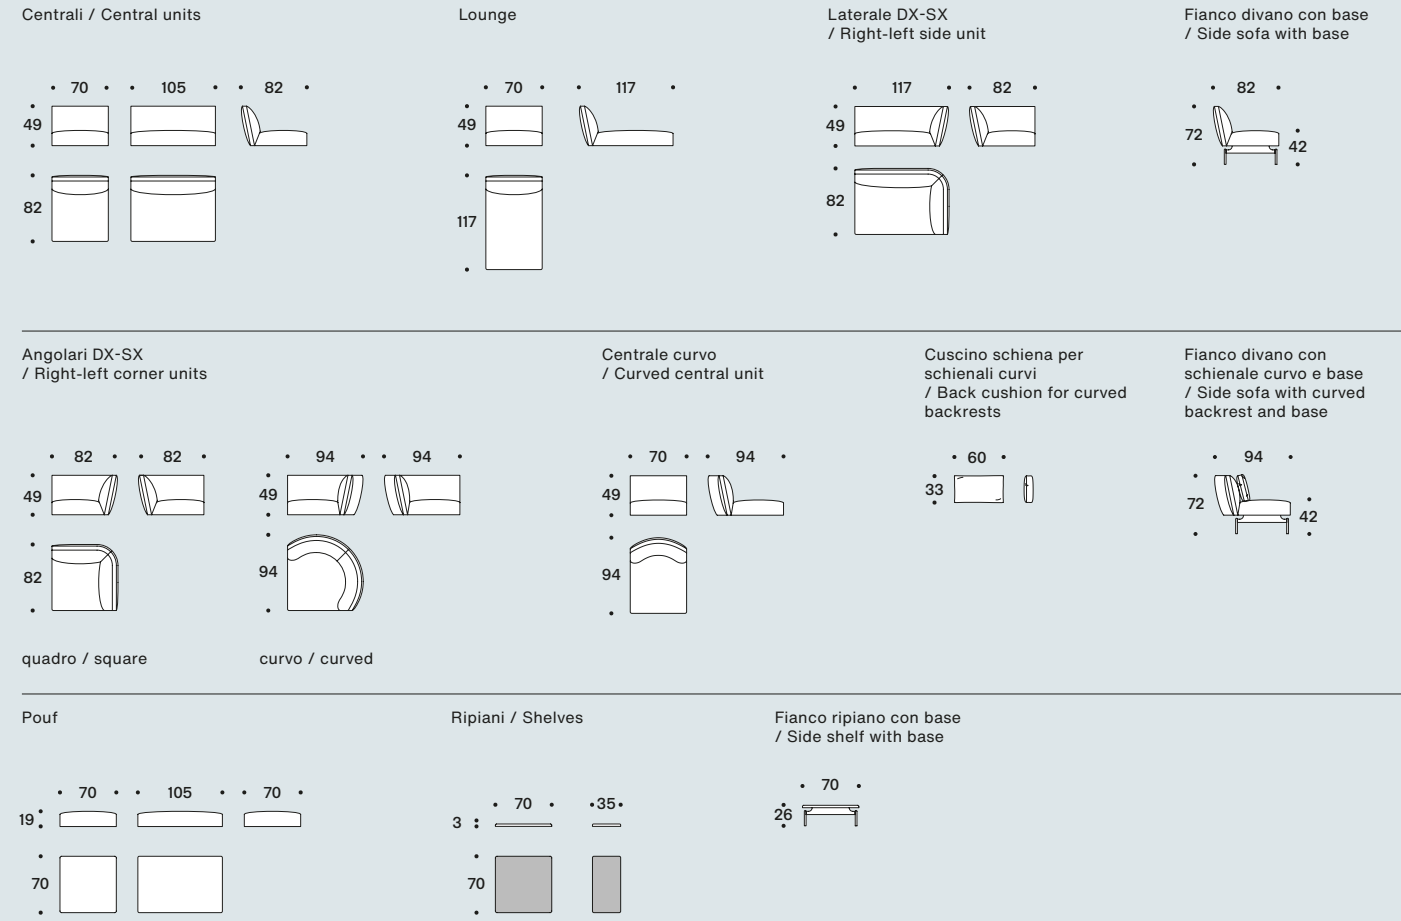 Centrali / Central units
70 105 82
49
82
Lounge
70 117
49
117
Laterale DX-SX
/ Right-left side unit
117 82
49
82
Fianco divano con base
/ Side sofa with base
82
72
42
Angolari DX-SX
/ Right-left corner units
82 82
49
82
quadro / square
94 94
49
94
curvo / curved
Centrale curvo
/ Curved central unit
70 94
49
94
Cuscino schiena per
schienali curvi
/ Back cushion for curved
backrests
60
33
Fianco divano con
schienale curvo e base
/ Side sofa with curved
backrest and base
94
72
42
Pouf
70 105 70
19
70
Ripiani / Shelves
70 35
3
70
Fianco ripiano con base
/ Side shelf with base
70
26